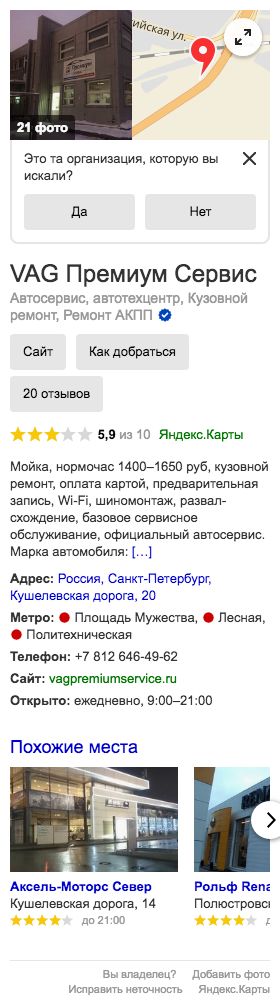 ийская ул.
21 фото
Это та организация, которую вы
искали?
Да
Нет
VAG Премиум Сервис
Автосервис, автотехцентр, Кузовной
ремонт, Ремонт АКПП
Сайт
Как добраться
20 отзывов
5,9 из 10 Яндекс.Карты
Мойка, нормочас 1400–1650 руб, кузовной
ремонт, оплата картой, предварительная
запись, Wi-Fi, шиномонтаж, развал-
схождение, базовое сервисное
обслуживание, официальный автосервис.
Марка автомобиля: [...]
Адрес: Россия, Санкт-Петербург,
Кушелевская дорога, 20
Метро: Площадь Мужества, Лесная,
Политехническая
Телефон: +7 812 646-49-62
Сайт: vagpremiumservice.ru
Открыто: ежедневно, 9:00–21:00
Похожие места
Аксель-Моторс Север
Кушелевская дорога, 14
до 21:00
Рольф Rena
Полюстровск
Вы владелец?
Добавить фото
Исправить неточность
Яндекс.Карты